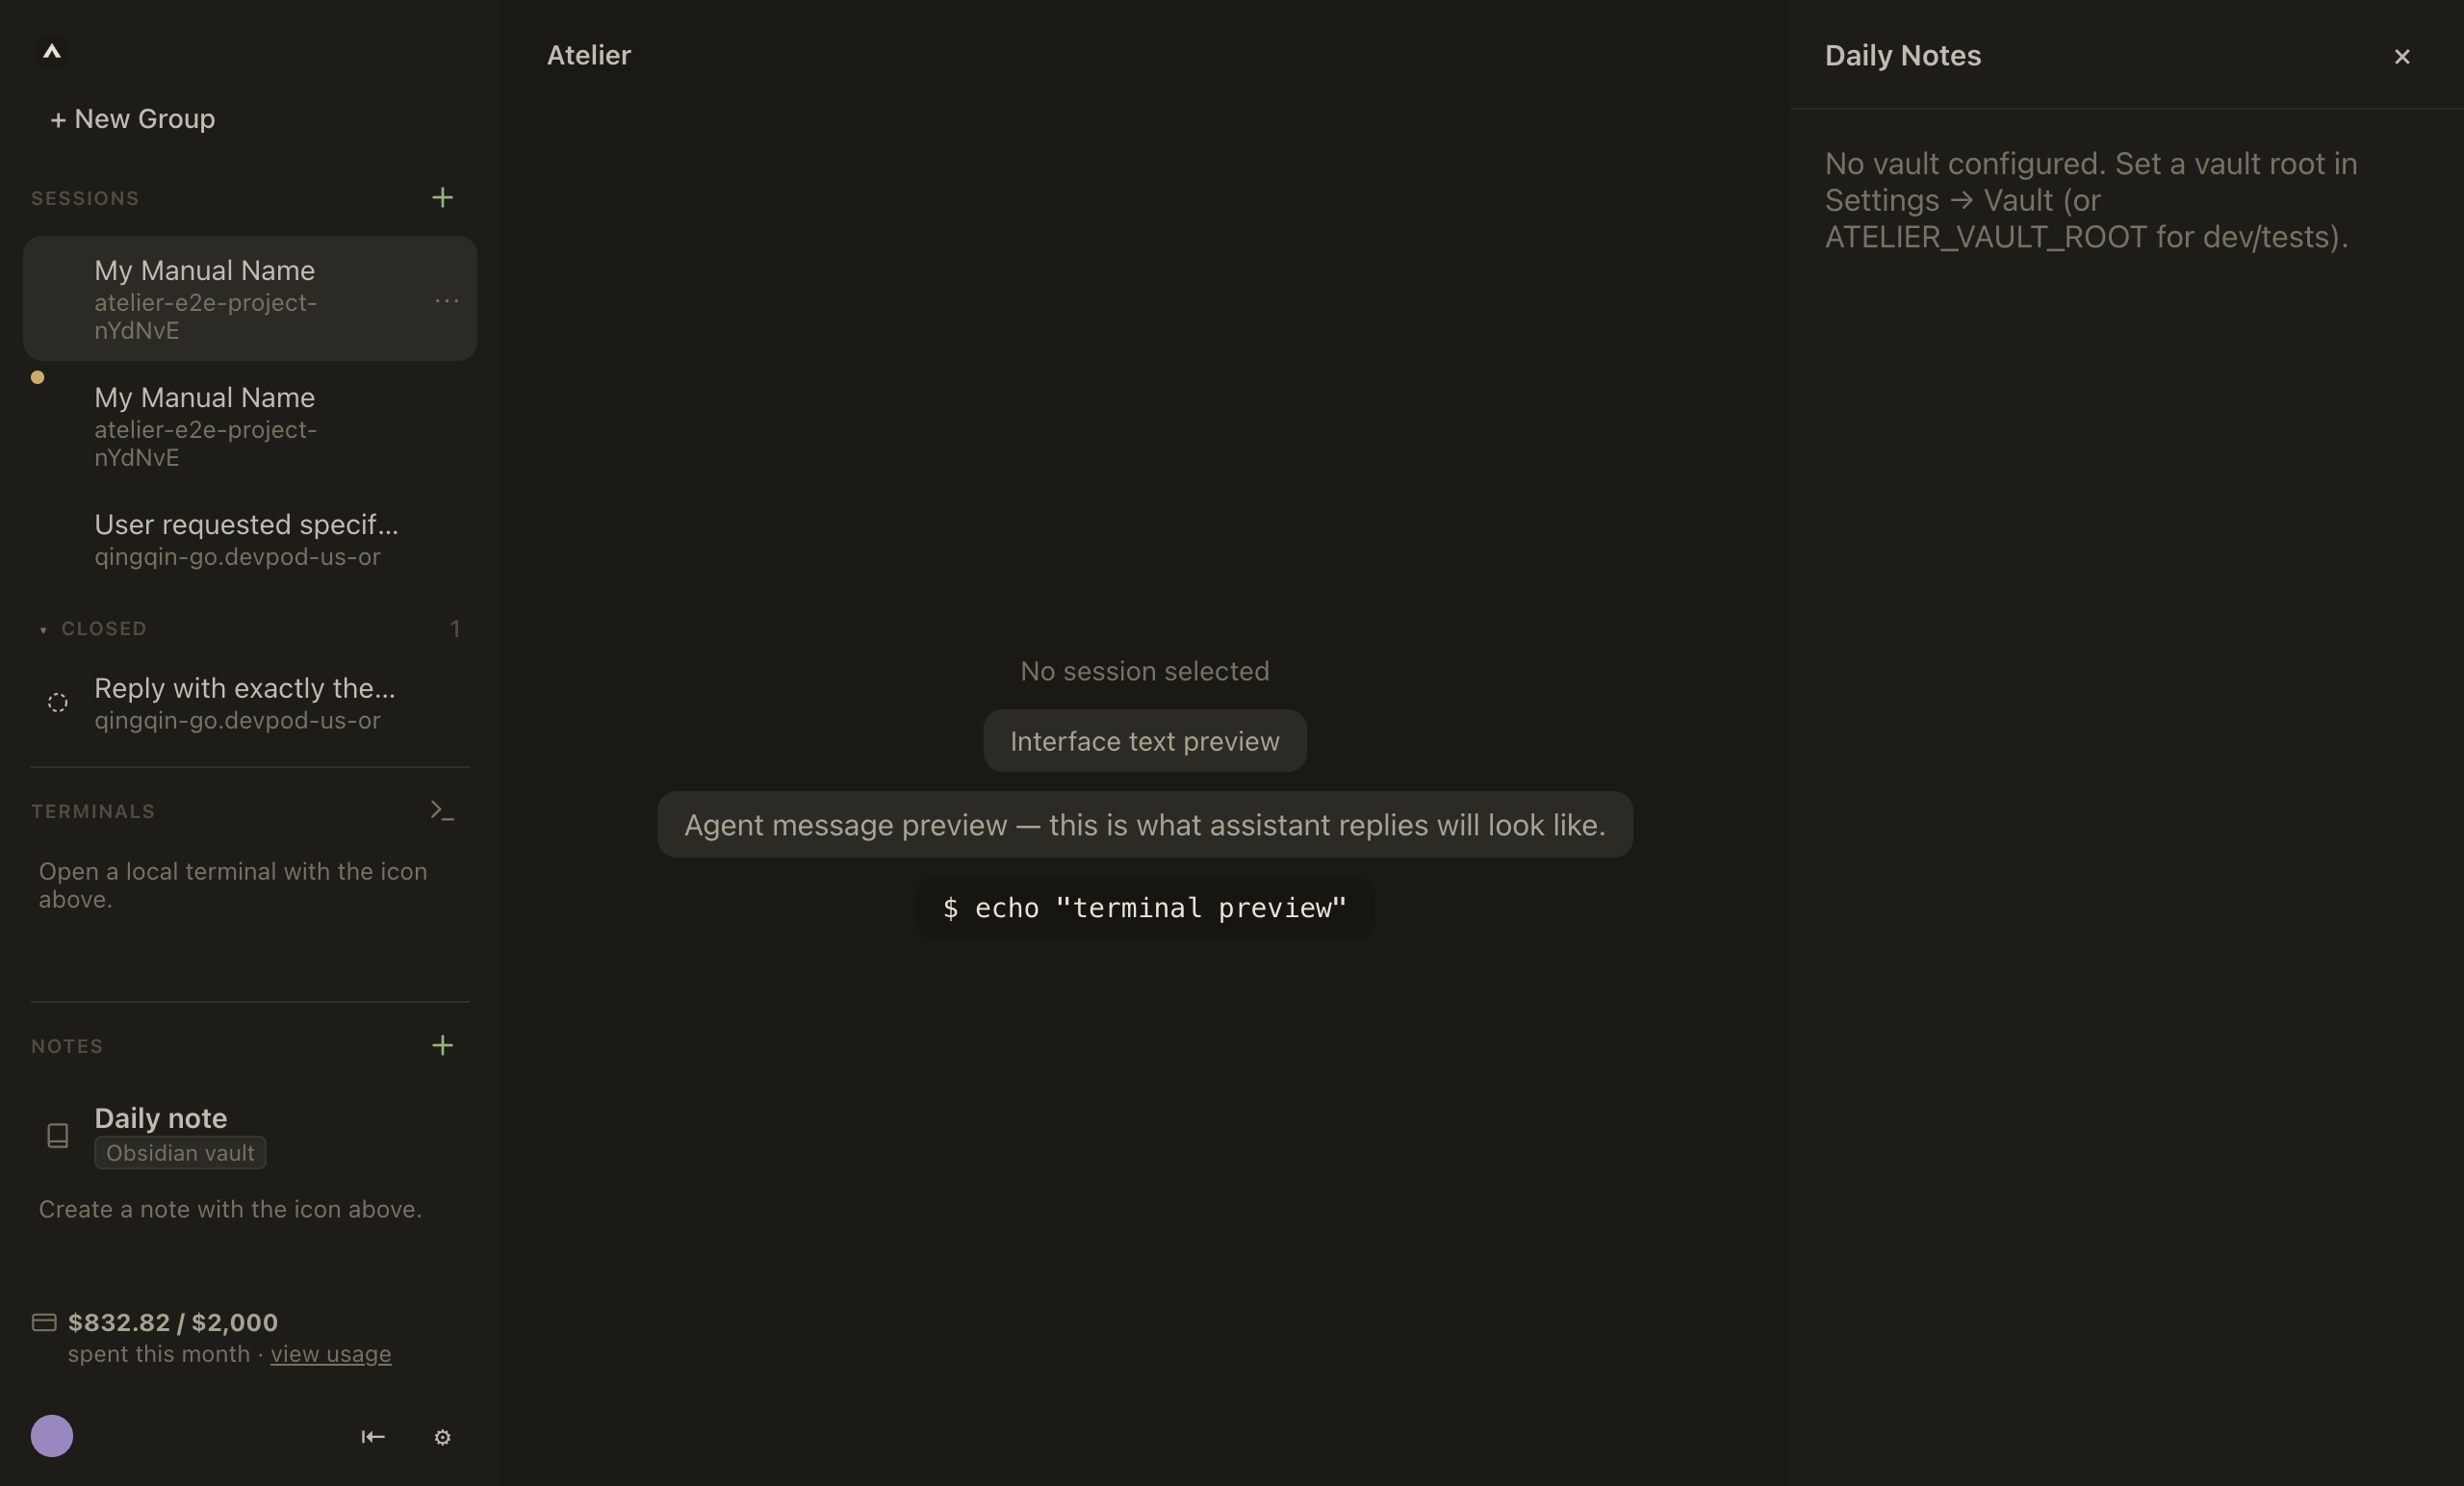 + New Group
SESSIONS
My Manual Name
atelier-e2e-project-
nYdNvE
My Manual Name
atelier-e2e-project-
nYdNvE
User requested specif...
qingqin-go.devpod-us-or
CLOSED 1
Reply with exactly the...
qingqin-go.devpod-us-or
TERMINALS
Open a local terminal with the icon
above.
NOTES
Daily note
Obsidian vault
Create a note with the icon above.
$832.82 / $2,000
spent this month · view usage
Atelier
No session selected
Interface text preview
Agent message preview — this is what assistant replies will look like.
$ echo "terminal preview"
Daily Notes
No vault configured. Set a vault root in
Settings → Vault (or
ATELIER_VAULT_ROOT for dev/tests).